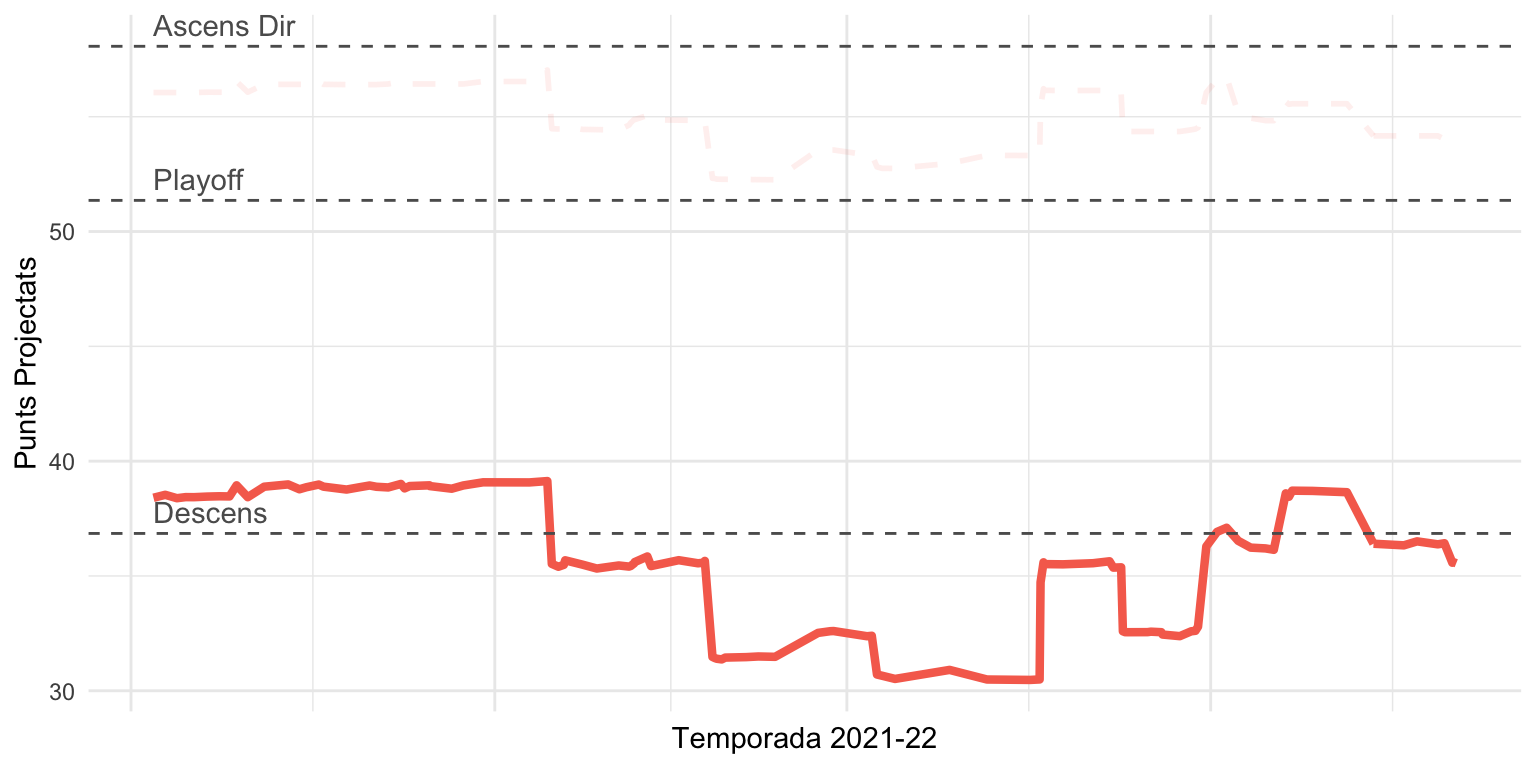 Ascens Dir
Playoff
50
Punts Projectats
40
Descens
30
Temporada 2021-22